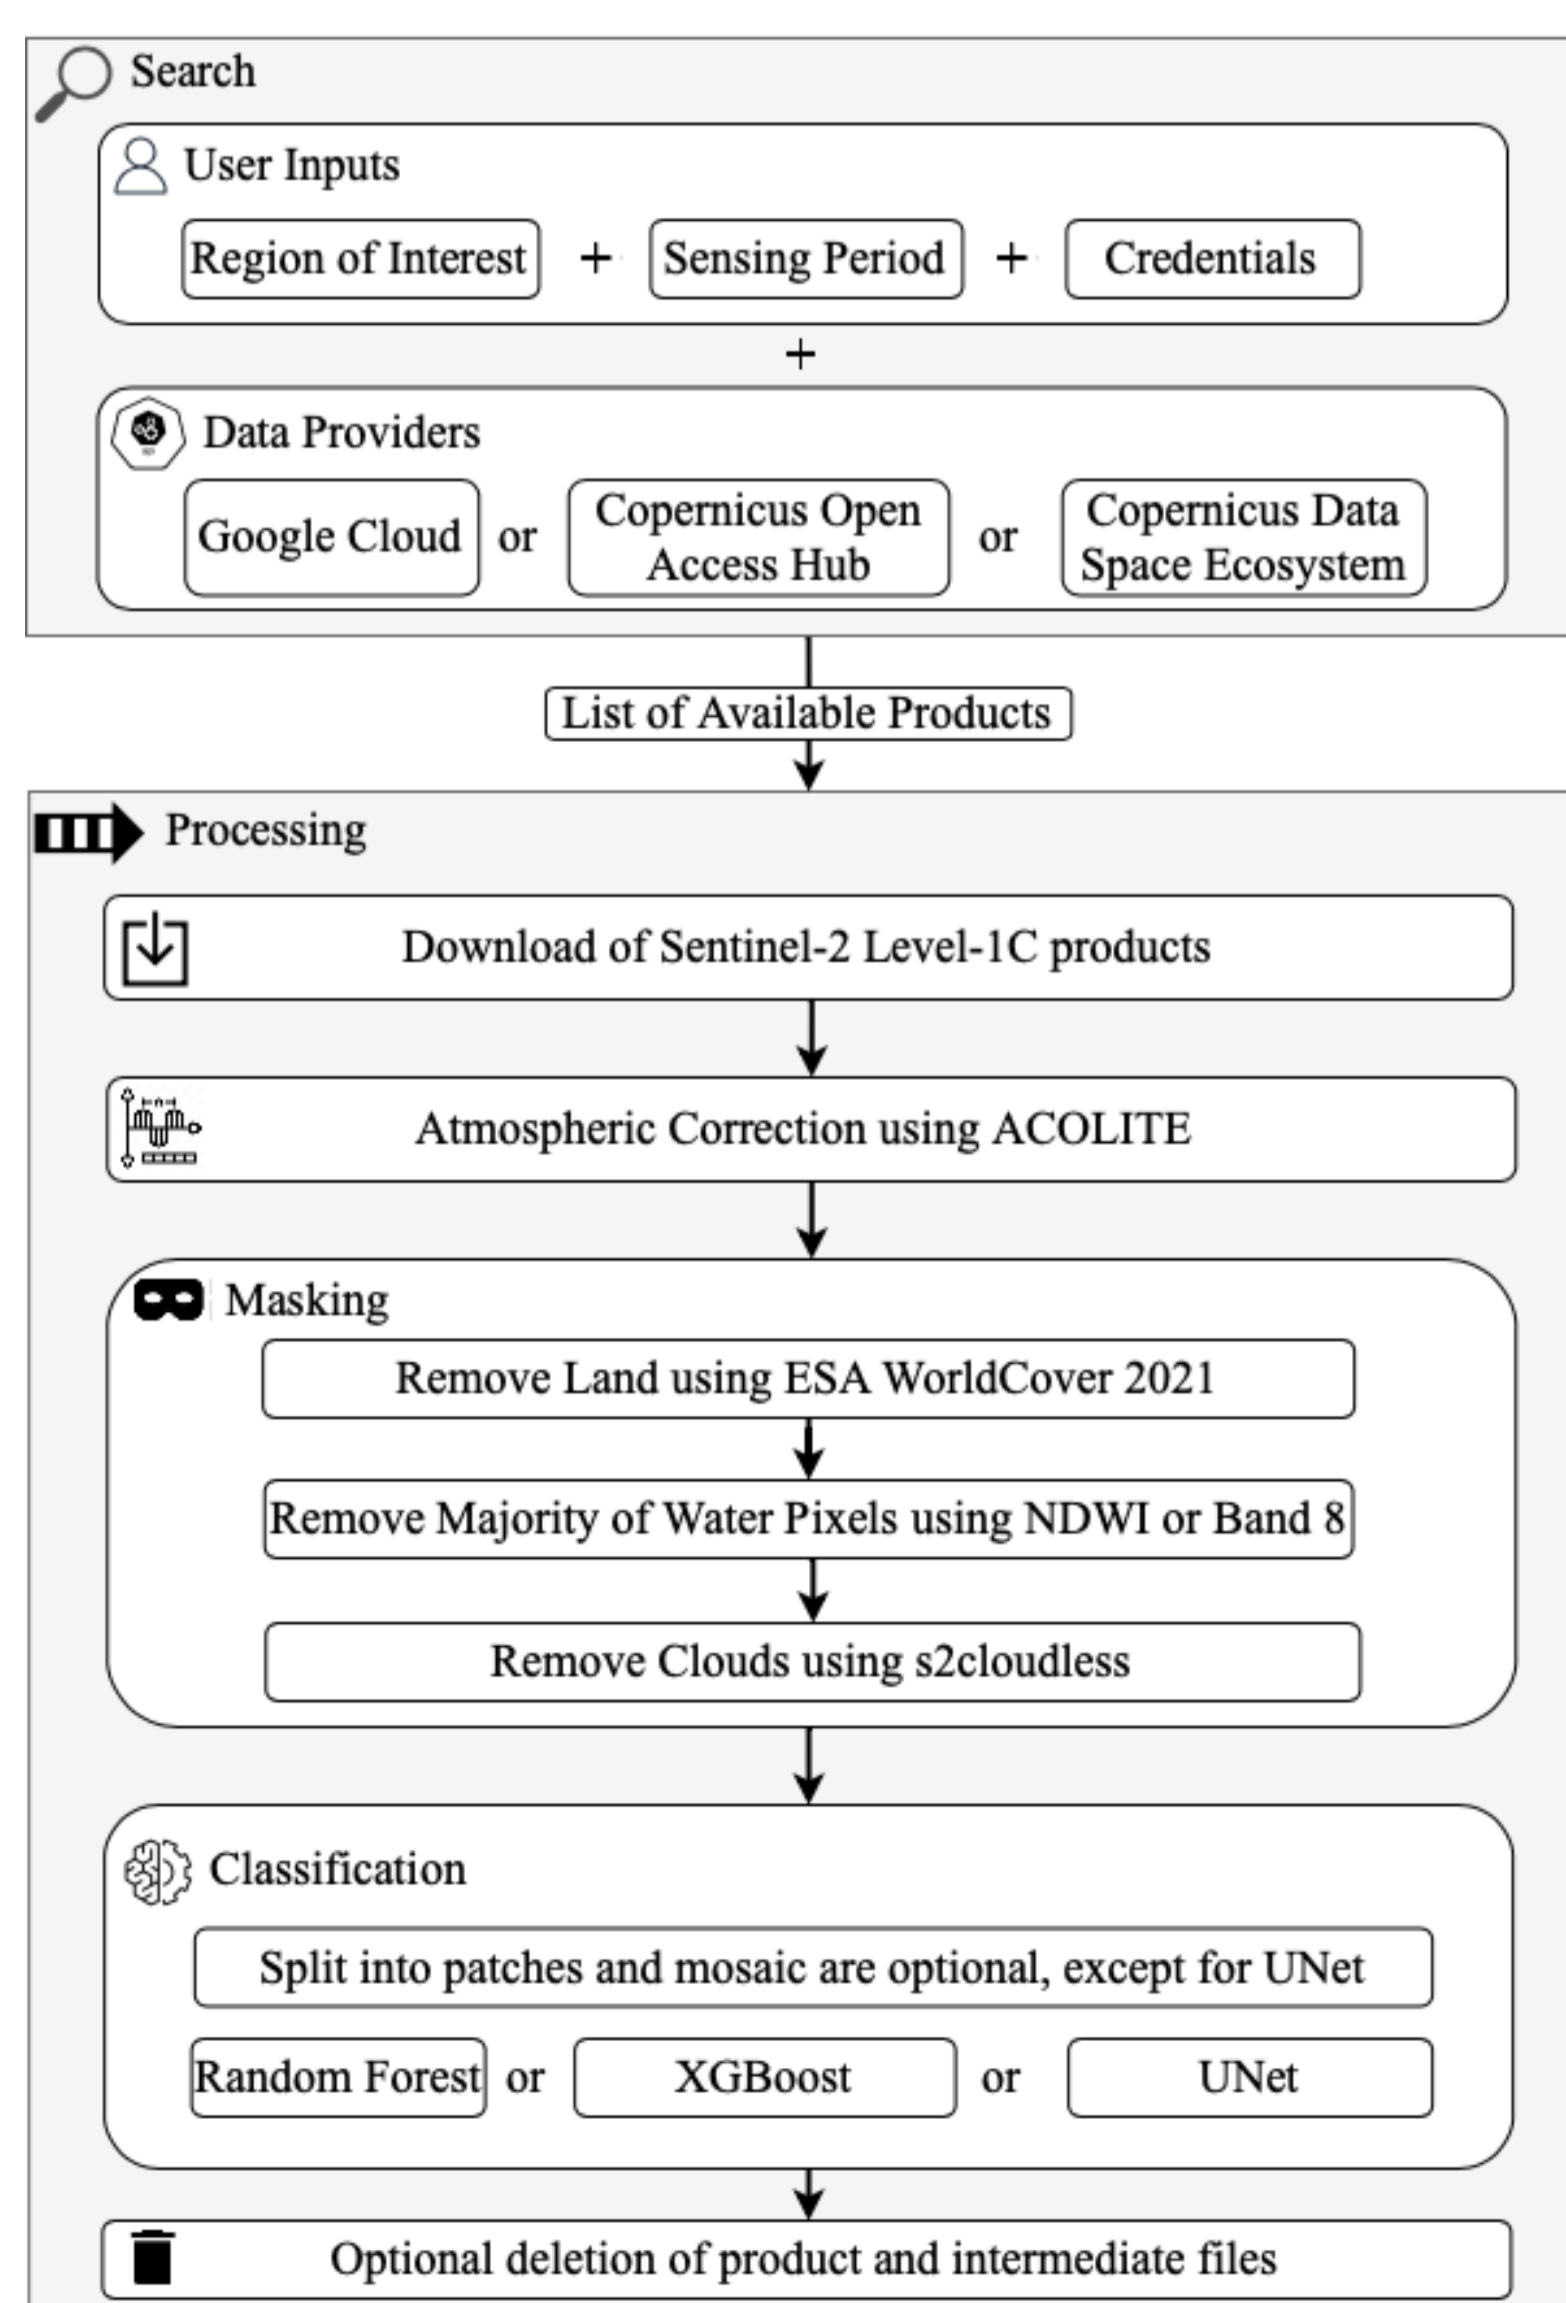 Search
User Inputs
Region of Interest + Sensing Period + Credentials
+
Data Providers
Google Cloud or Copernicus Open Access Hub or Copernicus Data Space Ecosystem
List of Available Products
Processing
Download of Sentinel-2 Level-1C products
Atmospheric Correction using ACOLITE
Masking
Remove Land using ESA WorldCover 2021
Remove Majority of Water Pixels using NDWI or Band 8
Remove Clouds using s2cloudless
Classification
Split into patches and mosaic are optional, except for UNet
Random Forest or XGBoost or UNet
Optional deletion of product and intermediate files